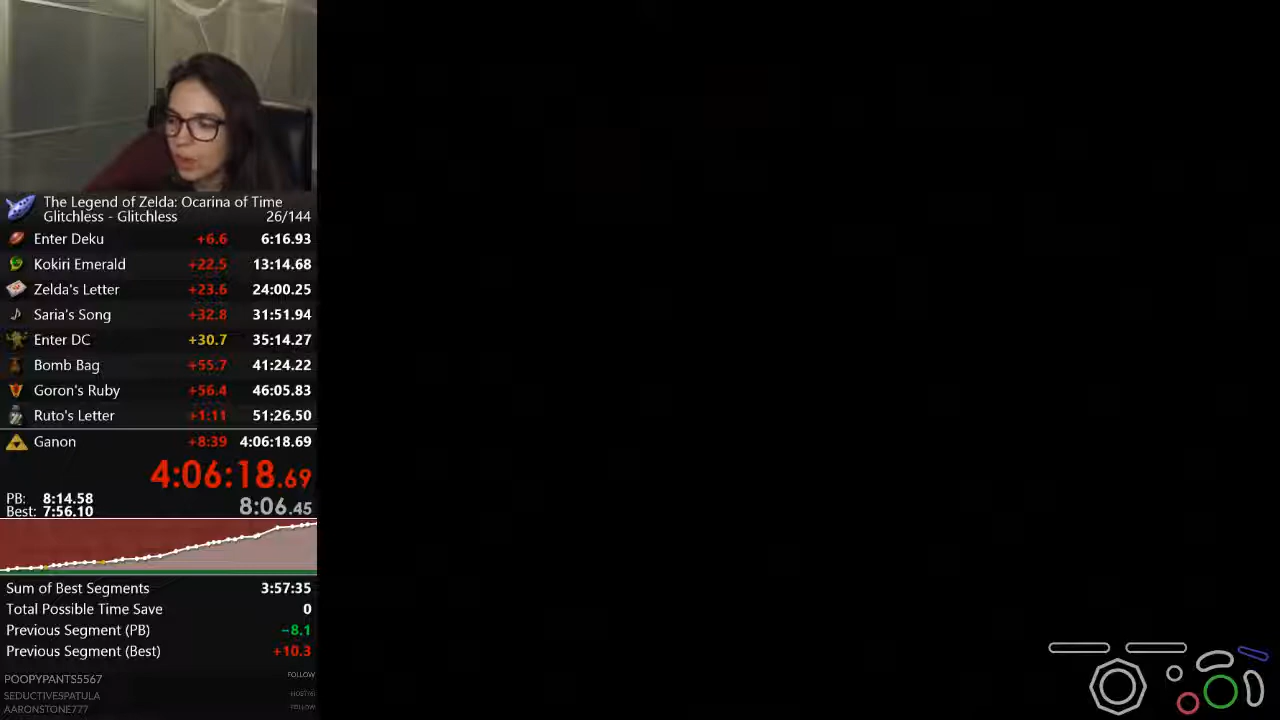 The Legend of Zelda: Ocarina of Time
Glitchless - Glitchless 26/144
Enter Deku +6.6 6:16.93
Kokiri Emerald +22.5 13:14.68
Zelda's Letter +23.6 24:00.25
Saria's Song +32.8 31:51.94
Enter DC +30.7 35:14.27
Bomb Bag +55.7 41:24.22
Goron's Ruby +56.4 46:05.83
Ruto's Letter +1:11 51:26.50
Ganon +8:39 4:06:18.69
4:06:18.69
PB: 8:14.58
Best: 7:56.10
8:06.45
Sum of Best Segments 3:57:35
Total Possible Time Save 0
Previous Segment (PB) −8.1
Previous Segment (Best) +10.3
POOPYPANTS5567 FOLLOW
SEDUCTIVESPATULA
AARONSTONE777 FOLLOW